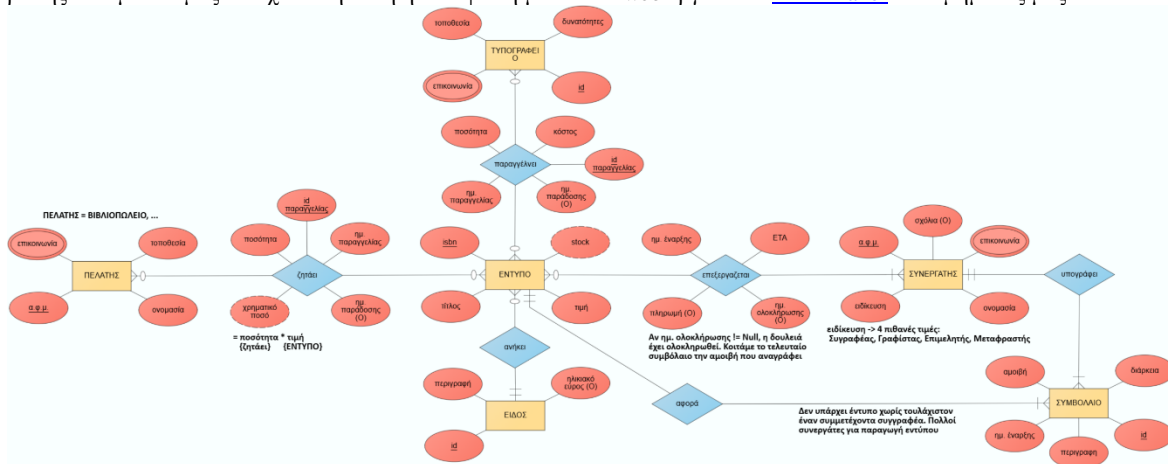 τοποθεσία
δυνατότητες
ΤΥΠΟΓΡΑΦΕΙ
Ο
επικοινωνία
id
ποσότητα
κόστος
παραγγέλνει
id
παραγγελίας
ημ.
παραγγελίας
ημ.
παράδοσης
(Ο)
ΠΕΛΑΤΗΣ = ΒΙΒΛΙΟΠΩΛΕΙΟ, ...
id
παραγγελίας
ποσότητα
ημ.
παραγγελίας
επικοινωνία
τοποθεσία
ΠΕΛΑΤΗΣ
ζητάει
α.φ.μ.
ονομασία
χρηματικό
ποσό
ημ.
παράδοσης
(Ο)
= ποσότητα * τιμή
{ζητάει} {ΕΝΤΥΠΟ}
isbn
stock
ΕΝΤΥΠΟ
τίτλος
τιμή
ανήκει
περιγραφή
ηλικιακό
εύρος (Ο)
ΕΙΔΟΣ
id
ημ. έναρξης
ETA
επεξεργάζεται
πληρωμή (Ο)
ημ.
ολοκλήρωσης
(Ο)
Αν ημ. ολοκλήρωσης != Null, η δουλειά
έχει ολοκληρωθεί. Κοιτάμε το τελευταίο
συμβόλαιο την αμοιβή που αναγράφει
σχόλια (Ο)
α.φ.μ.
επικοινωνία
ΣΥΝΕΡΓΑΤΗΣ
ειδίκευση
ονομασία
ειδίκευση -> 4 πιθανές τιμές:
Συγραφέας, Γραφίστας, Επιμελητής, Μεταφραστής
υπογράφει
αφορά
Δεν υπάρχει έντυπο χωρίς τουλάχιστον
έναν συμμετέχοντα συγγραφέα. Πολλοί
συνεργάτες για παραγωγή εντύπου
αμοιβή
διάρκεια
ΣΥΜΒΟΛΛΙΟ
ημ. έναρξης
id
περιγραφη